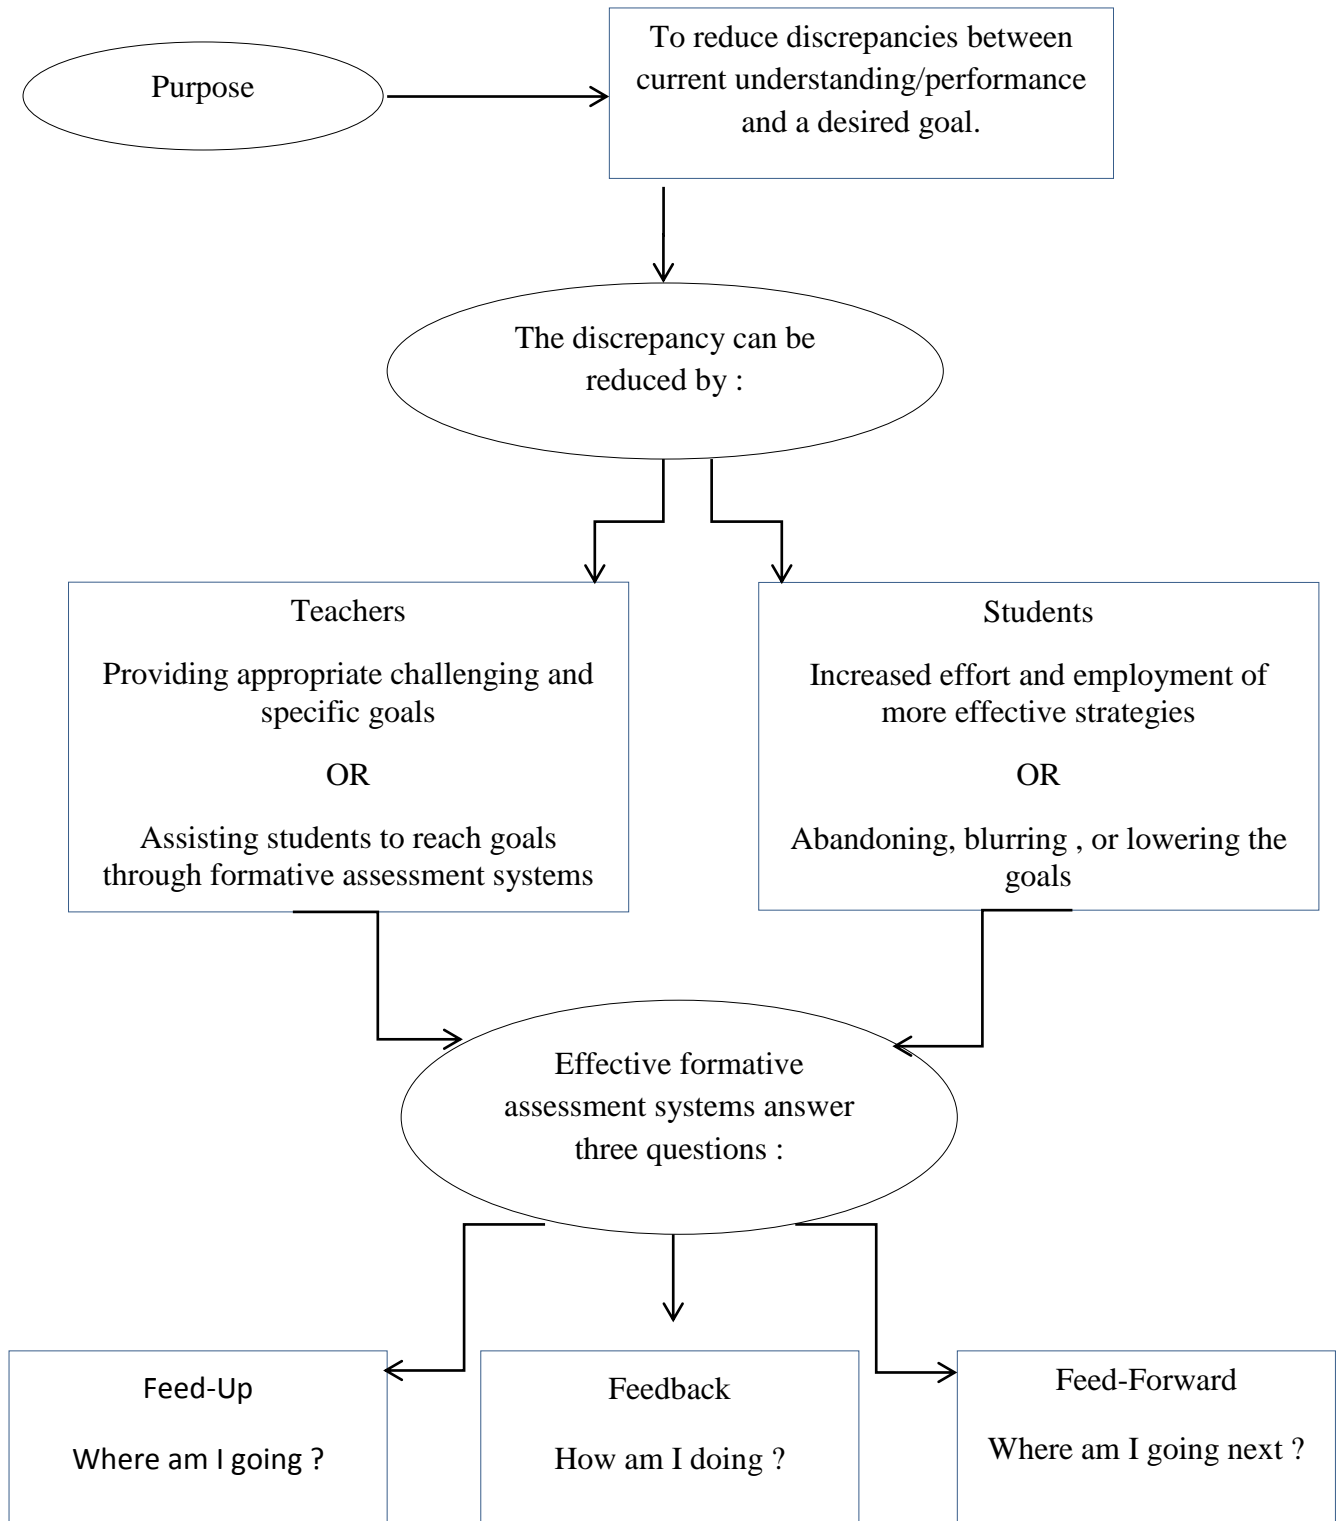 Purpose
To reduce discrepancies between
current understanding/performance
and a desired goal.
The discrepancy can be
reduced by :
Teachers
Providing appropriate challenging and
specific goals
OR
Assisting students to reach goals
through formative assessment systems
Students
Increased effort and employment of
more effective strategies
OR
Abandoning, blurring , or lowering the
goals
Effective formative
assessment systems answer
three questions :
Feed-Up
Where am I going ?
Feedback
How am I doing ?
Feed-Forward
Where am I going next ?